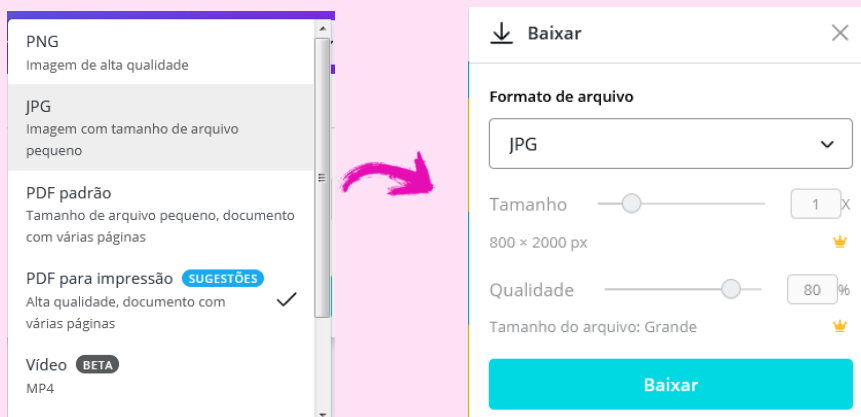 PNG
Imagem de alta qualidade
JPG
Imagem com tamanho de arquivo
pequeno
PDF padrão
Tamanho de arquivo pequeno, documento
com várias páginas
PDF para impressão SUGESTÕES
Alta qualidade, documento com
várias páginas
Vídeo BETA
MP4
Baixar
Formato de arquivo
JPG
Tamanho 1 X
800 × 2000 px
Qualidade 80 %
Tamanho do arquivo: Grande
Baixar